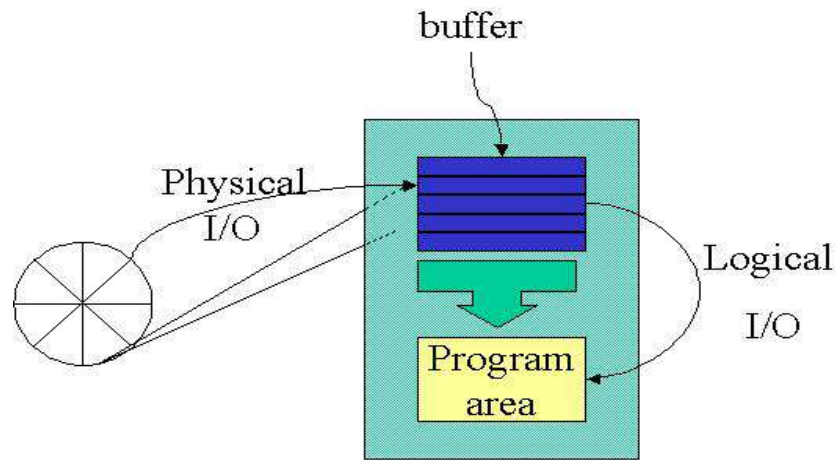 buffer
Physical
I/O
Logical
I/O
Program
area